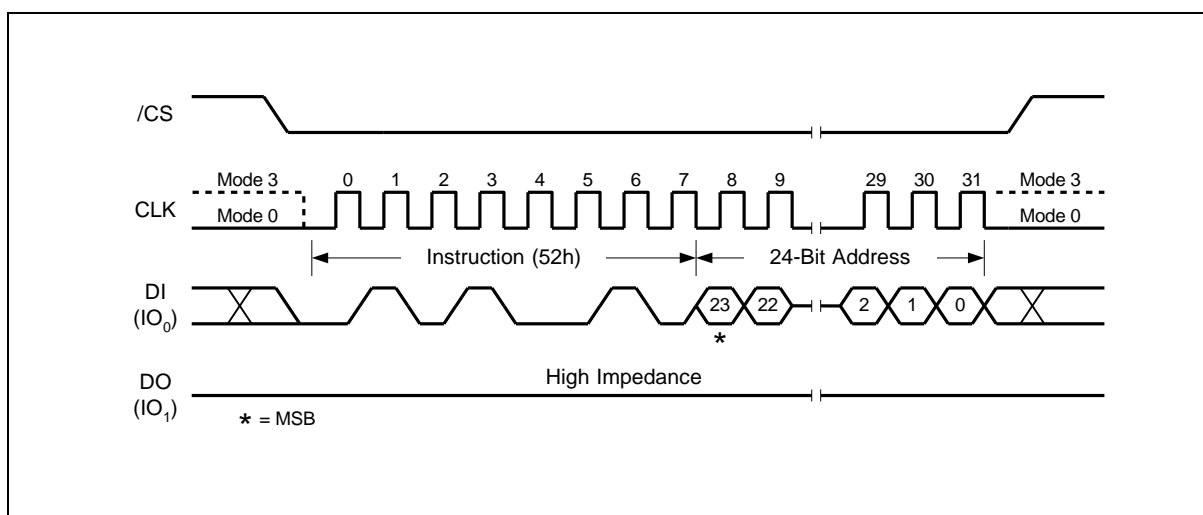 /CS
Mode 3 0 1 2 3 4 5 6 7 8 9 29 30 31 Mode 3
CLK
Mode 0 Mode 0
Instruction (52h) 24-Bit Address
DI
(IO0)
23 22 2 1 0
*
High Impedance
DO
(IO1)
* = MSB